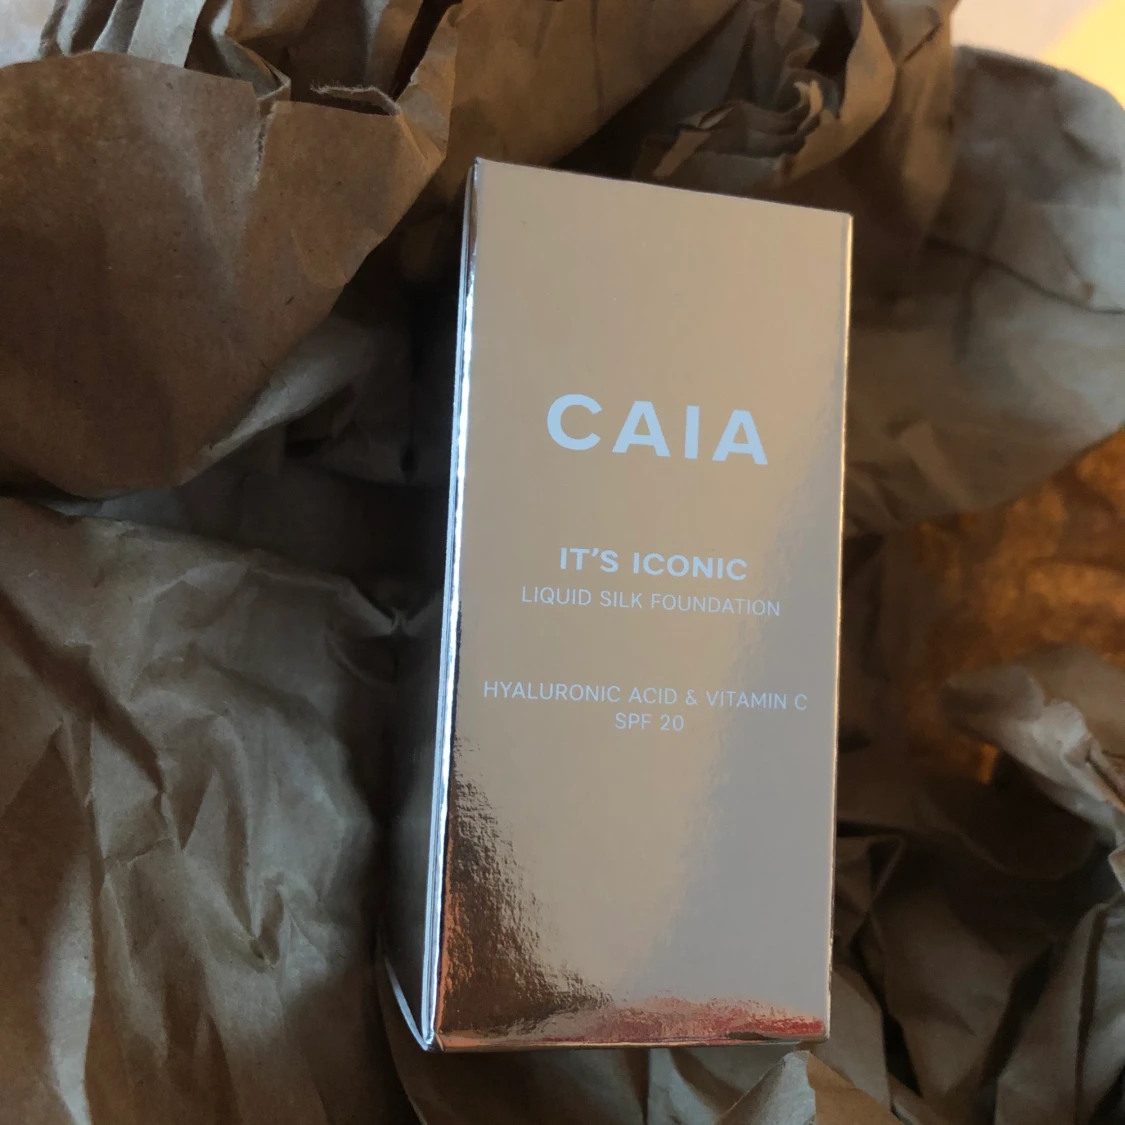 CAIA
IT'S ICONIC
LIQUID SILK FOUNDATION
HYALURONIC ACID & VITAMIN C
SPF 20